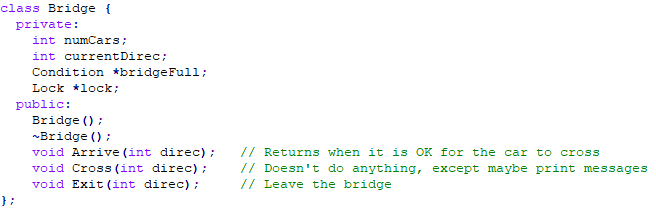 class Bridge {
  private:
    int numCars;
    int currentDirec;
    Condition *bridgeFull;
    Lock *lock;
  public:
    Bridge();
    ~Bridge();
    void Arrive(int direc);   // Returns when it is OK for the car to cross
    void Cross(int direc);    // Doesn't do anything, except maybe print messages
    void Exit(int direc);     // Leave the bridge
};